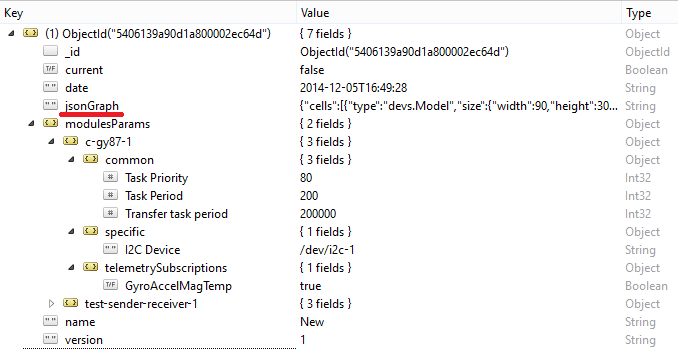 Key Value Type
(1) ObjectId("5406139a90d1a800002ec64d") { 7 fields } Object
_id ObjectId("5406139a90d1a800002ec64d") ObjectId
T/F current false Boolean
" " date 2014-12-05T16:49:28 String
" " jsonGraph {"cells":[{"type":"devs.Model","size":{"width":90,"height":30... String
modulesParams { 2 fields } Object
c-gy87-1 { 3 fields } Object
common { 3 fields } Object
# Task Priority 80 Int32
# Task Period 200 Int32
# Transfer task period 200000 Int32
specific { 1 fields } Object
" " I2C Device /dev/i2c-1 String
telemetrySubscriptions { 1 fields } Object
T/F GyroAccelMagTemp true Boolean
test-sender-receiver-1 { 3 fields } Object
" " name New String
" " version 1 String